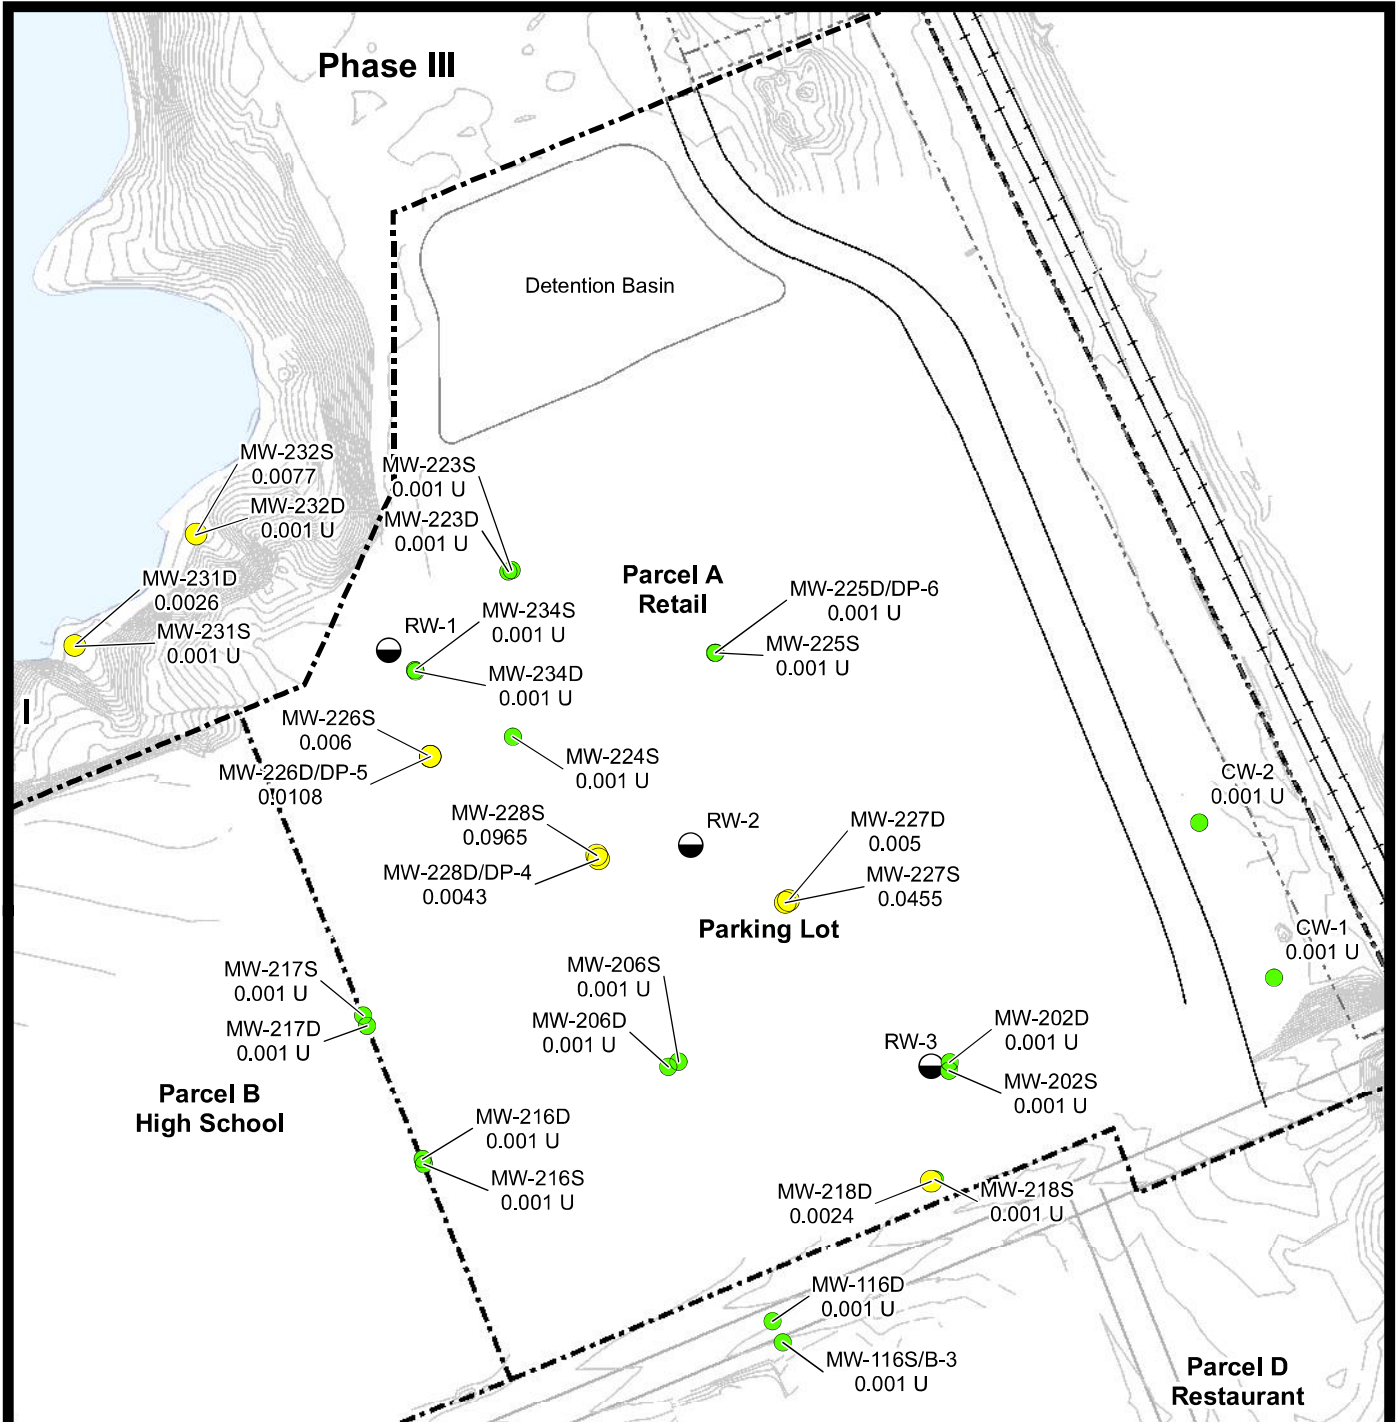 Phase III
Detention Basin
MW-232S
0.0077
MW-232D
0.001 U
MW-223S
0.001 U
MW-223D
0.001 U
MW-231D
0.0026
MW-231S
0.001 U
Parcel A
Retail
MW-225D/DP-6
0.001 U
MW-225S
0.001 U
RW-1
MW-234S
0.001 U
MW-234D
0.001 U
I
MW-226S
0.006
MW-226D/DP-5
0.0108
MW-224S
0.001 U
CW-2
0.001 U
MW-228S
0.0965
MW-228D/DP-4
0.0043
RW-2
MW-227D
0.005
MW-227S
0.0455
Parking Lot
CW-1
0.001 U
MW-217S
0.001 U
MW-217D
0.001 U
MW-206S
0.001 U
MW-206D
0.001 U
RW-3
MW-202D
0.001 U
MW-202S
0.001 U
Parcel B
High School
MW-216D
0.001 U
MW-216S
0.001 U
MW-218D
0.0024
MW-218S
0.001 U
MW-116D
0.001 U
MW-116S/B-3
0.001 U
Parcel D
Restaurant